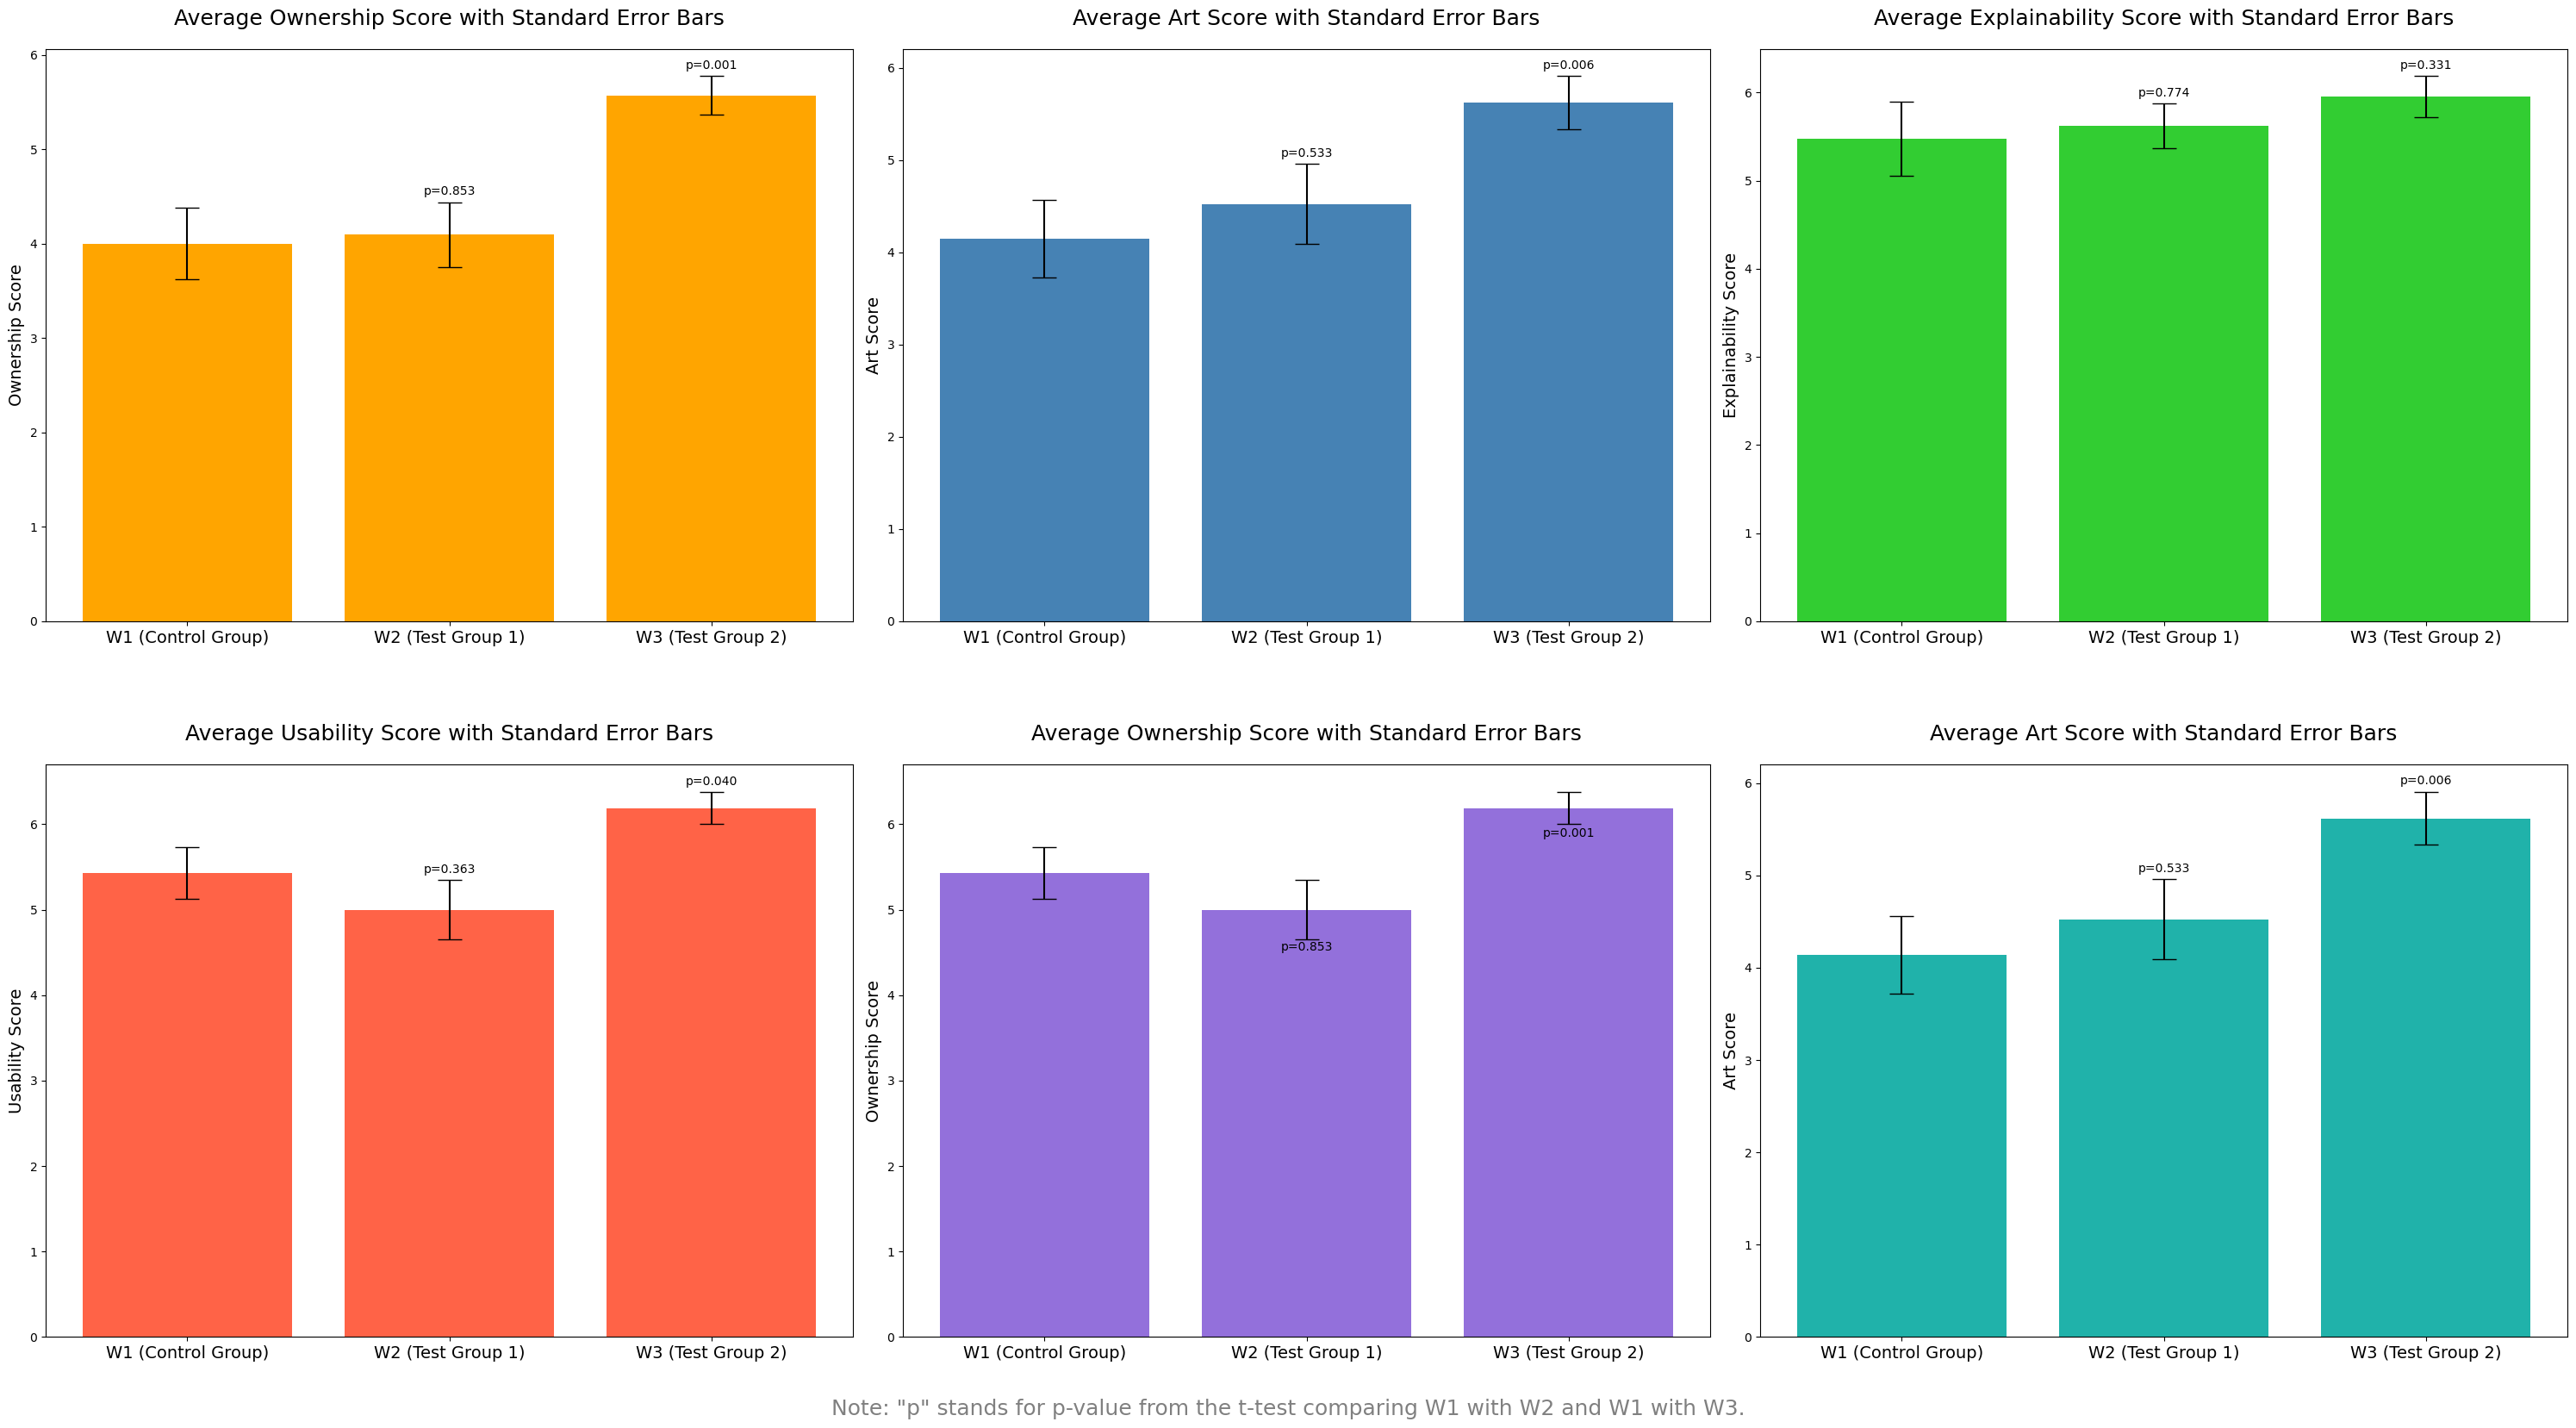 Average Ownership Score with Standard Error Bars
Ownership Score
6
5
4
3
2
1
0
p=0.853
p=0.001
W1 (Control Group)
W2 (Test Group 1)
W3 (Test Group 2)
Average Art Score with Standard Error Bars
Art Score
6
5
4
3
2
1
0
p=0.533
p=0.006
W1 (Control Group)
W2 (Test Group 1)
W3 (Test Group 2)
Average Explainability Score with Standard Error Bars
Explainability Score
6
5
4
3
2
1
0
p=0.774
p=0.331
W1 (Control Group)
W2 (Test Group 1)
W3 (Test Group 2)
Average Usability Score with Standard Error Bars
Usability Score
6
5
4
3
2
1
0
p=0.363
p=0.040
W1 (Control Group)
W2 (Test Group 1)
W3 (Test Group 2)
Average Ownership Score with Standard Error Bars
Ownership Score
6
5
4
3
2
1
0
p=0.853
p=0.001
W1 (Control Group)
W2 (Test Group 1)
W3 (Test Group 2)
Average Art Score with Standard Error Bars
Art Score
6
5
4
3
2
1
0
p=0.533
p=0.006
W1 (Control Group)
W2 (Test Group 1)
W3 (Test Group 2)
Note: "p" stands for p-value from the t-test comparing W1 with W2 and W1 with W3.